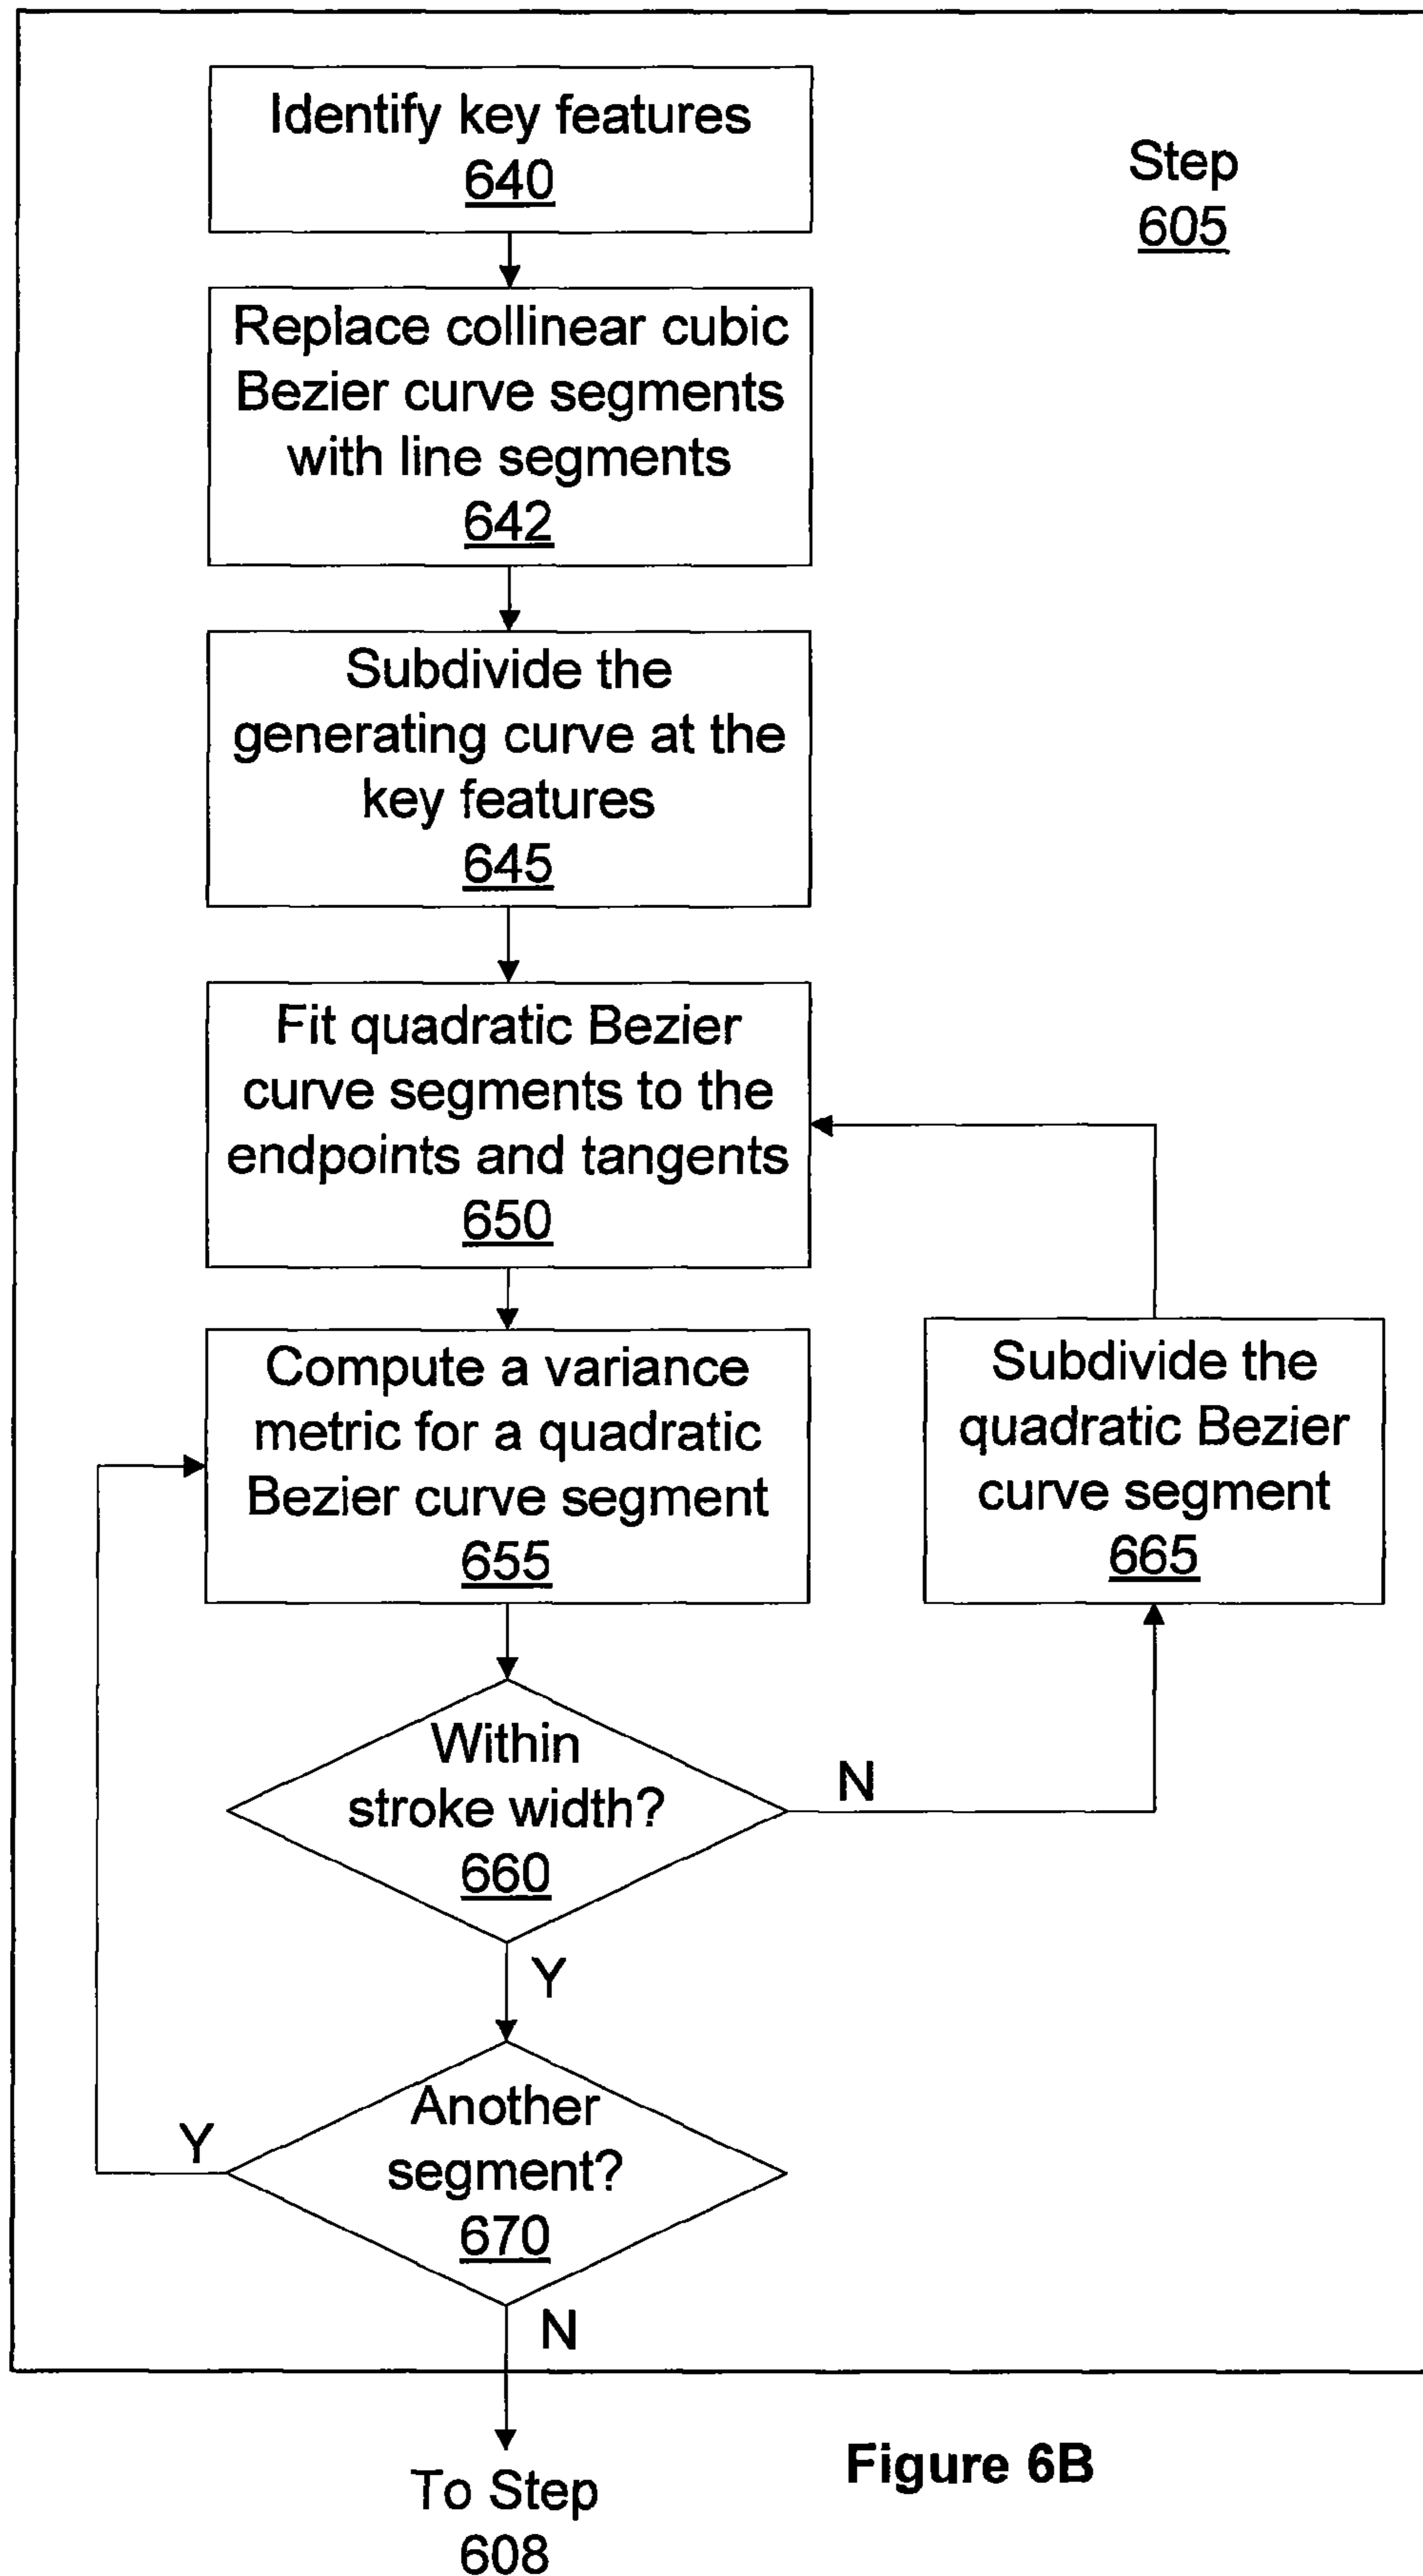 Identify key features
640
Step
605
Replace collinear cubic
Bezier curve segments
with line segments
642
Subdivide the
generating curve at the
key features
645
Fit quadratic Bezier
curve segments to the
endpoints and tangents
650
Compute a variance
metric for a quadratic
Bezier curve segment
655
Subdivide the
quadratic Bezier
curve segment
665
Within
stroke width?
660
N
Y
Another
segment?
670
Y
N
To Step
608
Figure 6B